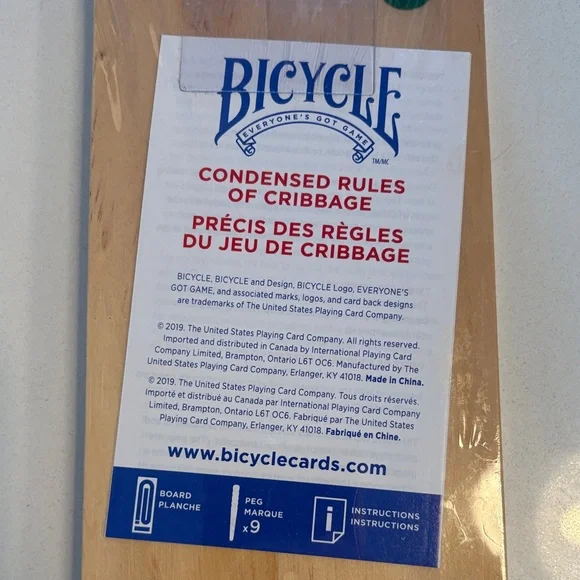 BICYCLE
EVERYONE'S GOT GAME
TM/MC
CONDENSED RULES
OF CRIBBAGE
PRÉCIS DES RÈGLES
DU JEU DE CRIBBAGE
BICYCLE, BICYCLE and Design, BICYCLE Logo, EVERYONE'S
GOT GAME, and associated marks, logos, and card back designs
are trademarks of The United States Playing Card Company.
© 2019. The United States Playing Card Company. All rights reserved.
Imported and distributed in Canada by International Playing Card
Company Limited, Brampton, Ontario L6T OC6. Manufactured by The
United States Playing Card Company, Erlanger, KY 41018. Made in China.
© 2019. The United States Playing Card Company. Tous droits réservés.
Importé et distribué au Canada par International Playing Card Company
Limited, Brampton, Ontario L6T OC6. Fabriqué par The United States
Playing Card Company, Erlanger, KY 41018. Fabriqué en Chine.
www.bicyclecards.com
BOARD
PLANCHE
PEG
MARQUE
x9
i
INSTRUCTIONS
INSTRUCTIONS